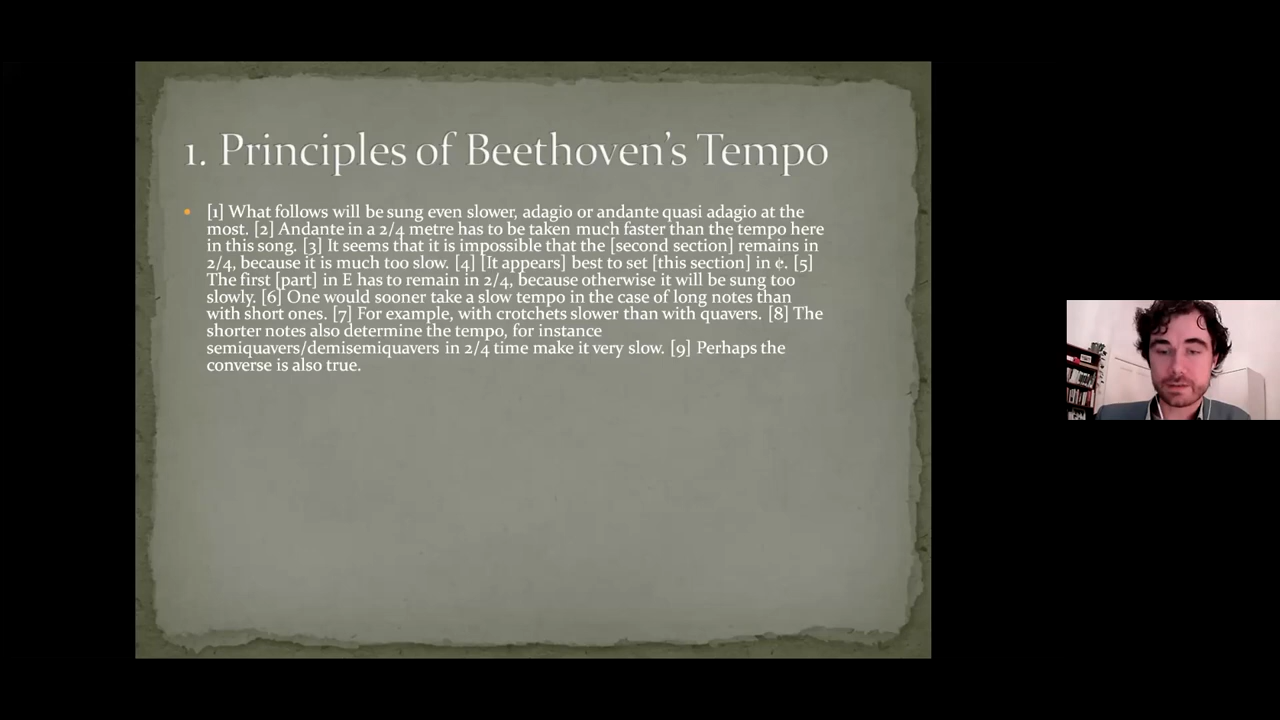 1. Principles of Beethoven's Tempo
• [1] What follows will be sung even slower, adagio or andante quasi adagio at the
most. [2] Andante in a 2/4 metre has to be taken much faster than the tempo here
in this song. [3] It seems that it is impossible that the [second section] remains in
2/4, because it is much too slow. [4] [It appears] best to set [this section] in ¢. [5]
The first [part] in E has to remain in 2/4, because otherwise it will be sung too
slowly. [6] One would sooner take a slow tempo in the case of long notes than
with short ones. [7] For example, with crotchets slower than with quavers. [8] The
shorter notes also determine the tempo, for instance
semiquavers/demisemiquavers in 2/4 time make it very slow. [9] Perhaps the
converse is also true.